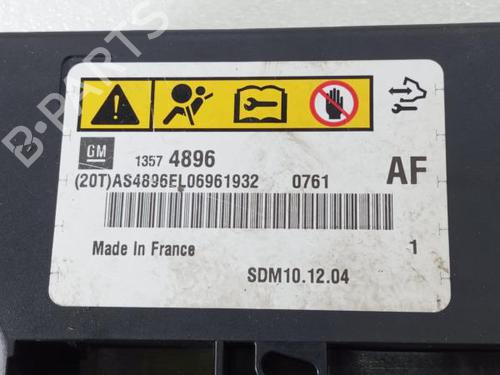 B-PARTS
GM
1357 4896
(20T)AS4896EL06961932 0761
AF
Made In France
1
SDM10.12.04